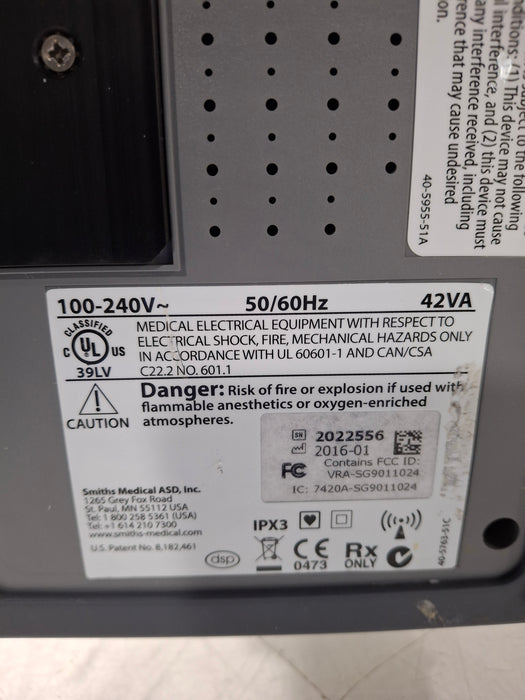 nditions: (1) This device may not cause
l interference, and (2) this device must
any interference received, including
rence that may cause undesired
on.
40-5955-51A
100-240V~ 50/60Hz 42VA
CLASSIFIED
C UL US
39LV
MEDICAL ELECTRICAL EQUIPMENT WITH RESPECT TO
ELECTRICAL SHOCK, FIRE, MECHANICAL HAZARDS ONLY
IN ACCORDANCE WITH UL 60601-1 AND CAN/CSA
C22.2 NO. 601.1
CAUTION
Danger: Risk of fire or explosion if used with
flammable anesthetics or oxygen-enriched
atmospheres.
SN 2022556
2016-01
FC Contains FCC ID:
VRA-SG9011024
IC: 7420A-SG9011024
Smiths Medical ASD, Inc.
1265 Grey Fox Road
St. Paul, MN 55112 USA
Tel: 1 800 258 5361 (USA)
Tel: +1 614 210 7300
www.smiths-medical.com
U.S. Patent No. 8,182,461
dsp
IPX3
CE
0473
Rx
ONLY